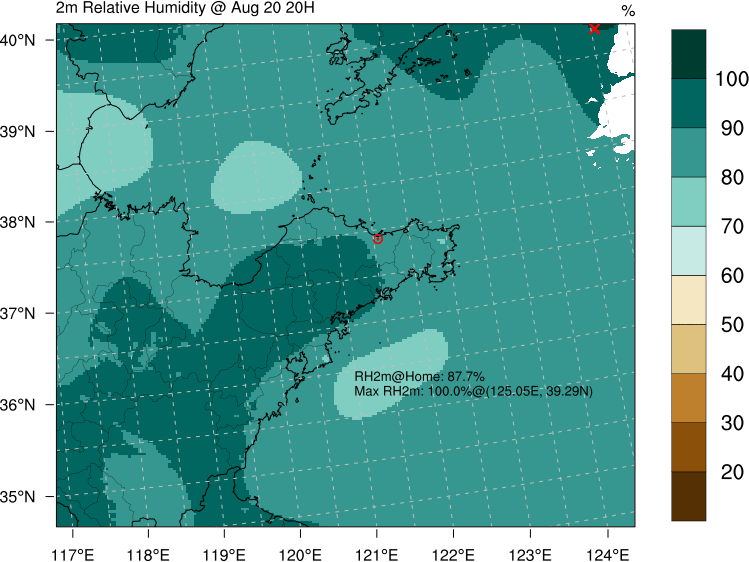 2m Relative Humidity @ Aug 20 20H
%
40°N
39°N
38°N
37°N
36°N
35°N
117°E
118°E
119°E
120°E
121°E
122°E
123°E
124°E
RH2m@Home: 87.7%
Max RH2m: 100.0%@(125.05E, 39.29N)
100
90
80
70
60
50
40
30
20